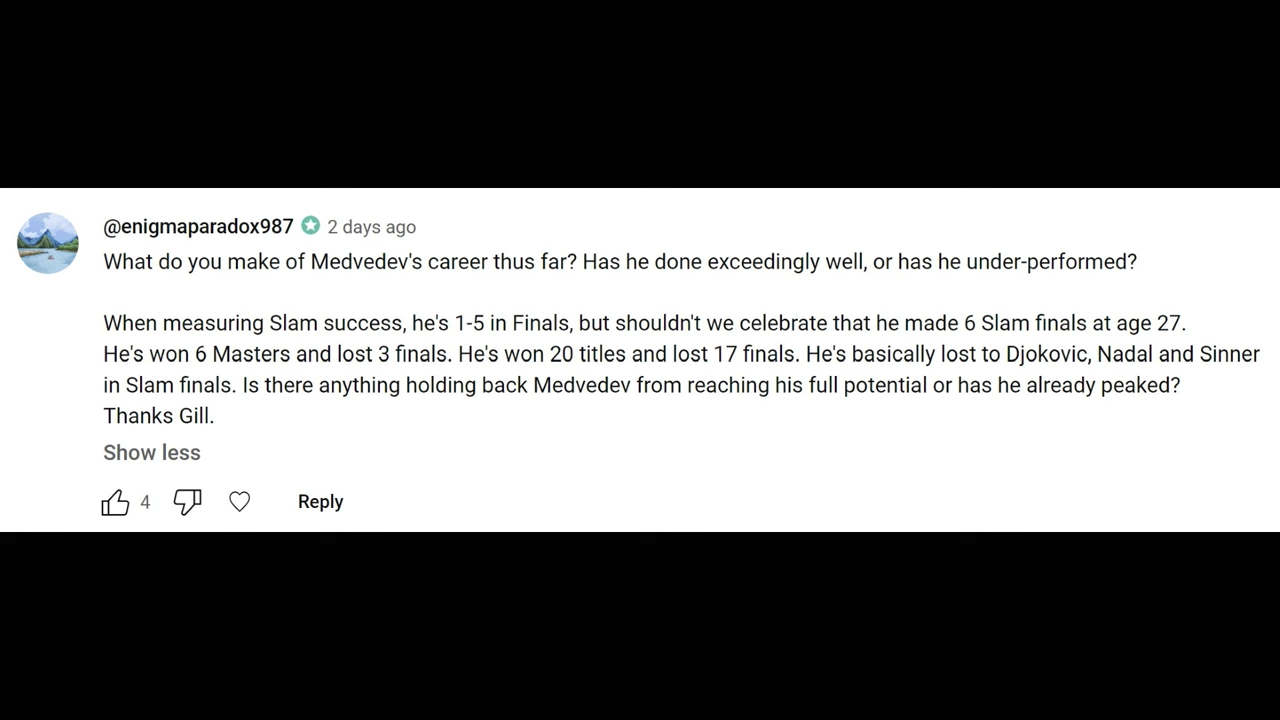 @enigmaparadox987 2 days ago
What do you make of Medvedev's career thus far? Has he done exceedingly well, or has he under-performed?
When measuring Slam success, he's 1-5 in Finals, but shouldn't we celebrate that he made 6 Slam finals at age 27.
He's won 6 Masters and lost 3 finals. He's won 20 titles and lost 17 finals. He's basically lost to Djokovic, Nadal and Sinner
in Slam finals. Is there anything holding back Medvedev from reaching his full potential or has he already peaked?
Thanks Gill.
Show less
4 Reply